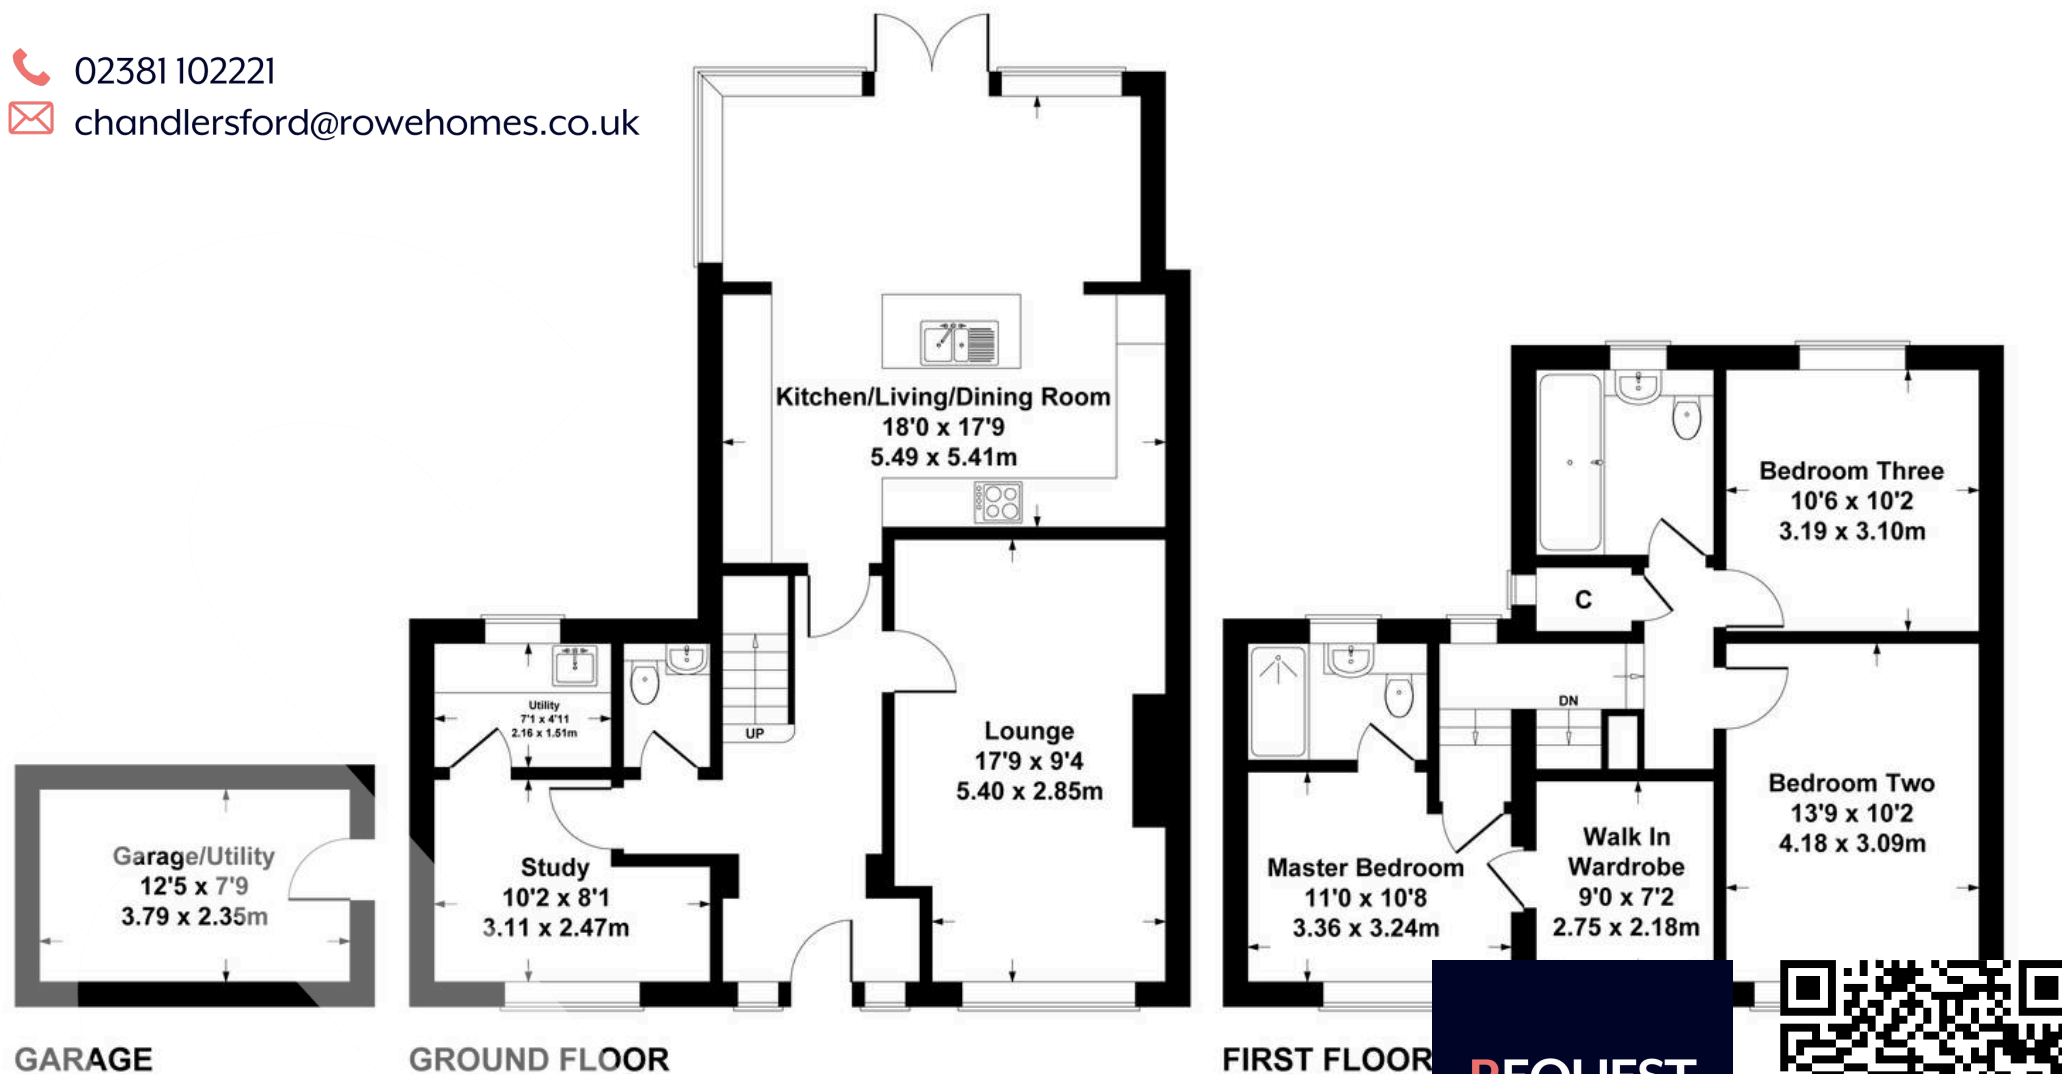 02381 102221
chandlersford@rowehomes.co.uk
Kitchen/Living/Dining Room
18'0 x 17'9
5.49 x 5.41m
Utility
7'1 x 4'11
2.16 x 1.51m
UP
Lounge
17'9 x 9'4
5.40 x 2.85m
Study
10'2 x 8'1
3.11 x 2.47m
Garage/Utility
12'5 x 7'9
3.79 x 2.35m
Bedroom Three
10'6 x 10'2
3.19 x 3.10m
C
DN
Bedroom Two
13'9 x 10'2
4.18 x 3.09m
Walk In
Wardrobe
9'0 x 7'2
2.75 x 2.18m
Master Bedroom
11'0 x 10'8
3.36 x 3.24m
GARAGE
GROUND FLOOR
FIRST FLOOR
REQUEST